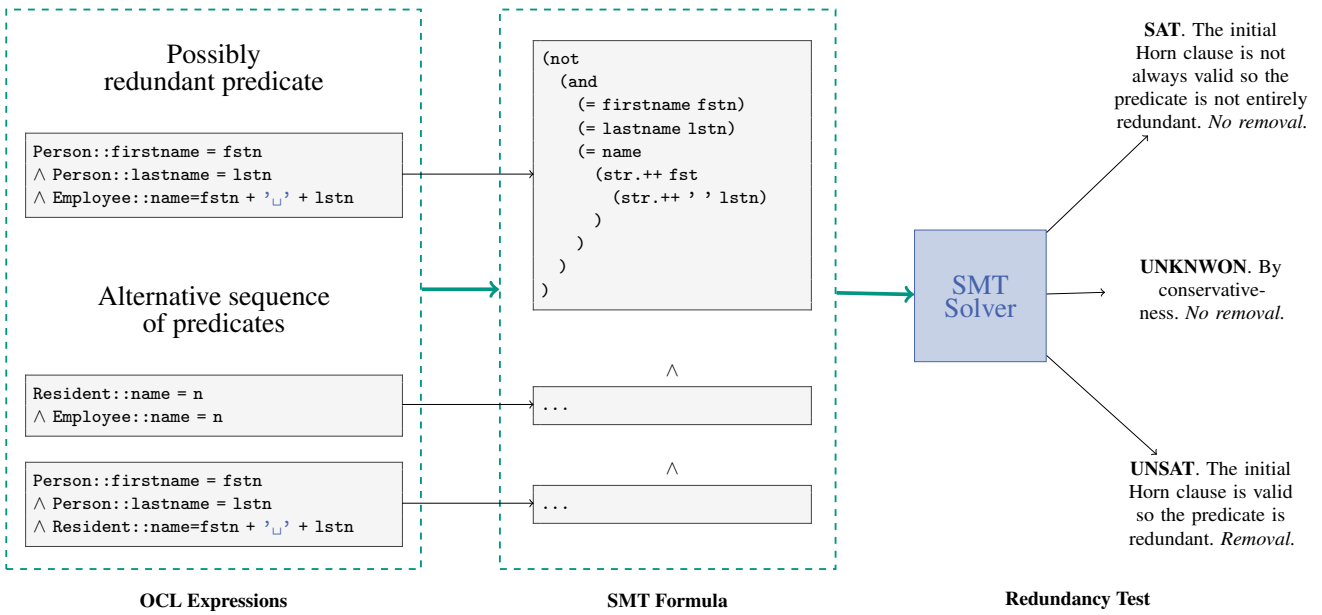 Possibly
redundant predicate
Person::firstname = fstn
∧ Person::lastname = lstn
∧ Employee::name=fstn + ’␣’ + lstn
Alternative sequence
of predicates
Resident::name = n
∧ Employee::name = n
Person::firstname = fstn
∧ Person::lastname = lstn
∧ Resident::name=fstn + ’␣’ + lstn
OCL Expressions
(not
(and
(= firstname fstn)
(= lastname lstn)
(= name
(str.++ fst
(str.++ ’ ’ lstn)
)
)
)
)
∧
...
∧
...
SMT Formula
SMT
Solver
SAT. The initial
Horn clause is not
always valid so the
predicate is not entirely
redundant. No removal.
UNKNWON. By
conservative-
ness. No removal.
UNSAT. The initial
Horn clause is valid
so the predicate is
redundant. Removal.
Redundancy Test